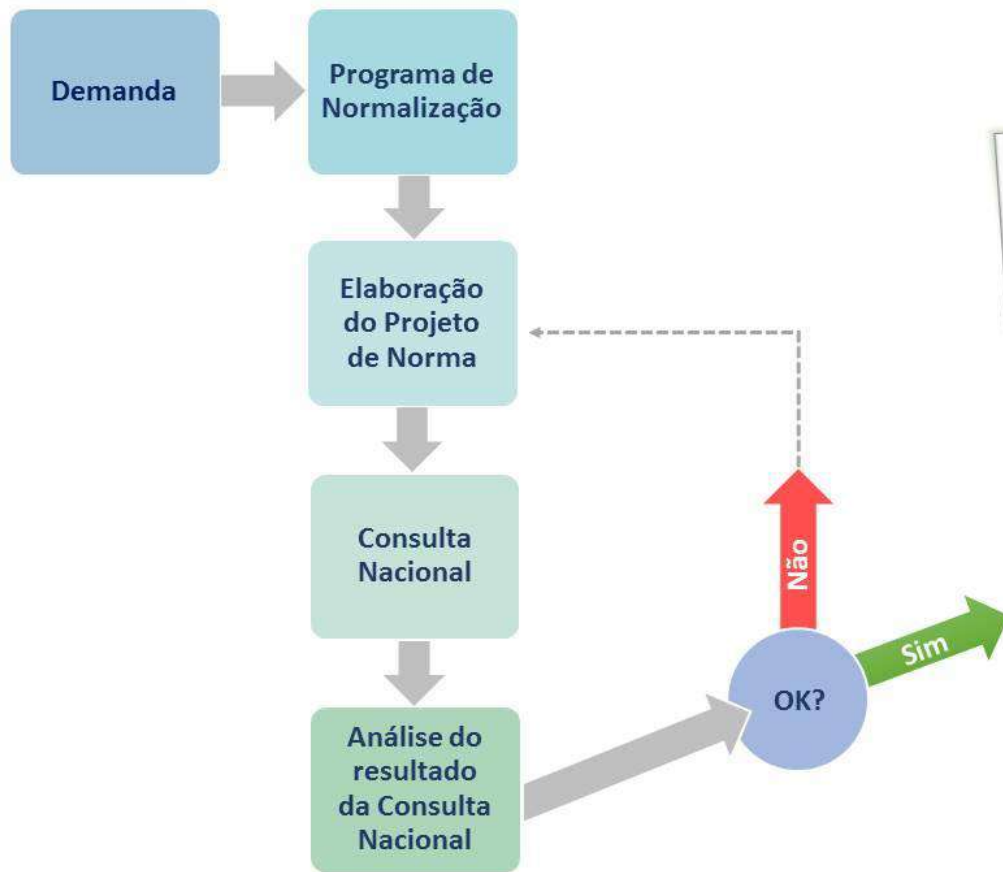 Demanda
Programa de
Normalização
Elaboração
do Projeto
de Norma
Consulta
Nacional
Análise do
resultado
da Consulta
Nacional
OK?
Não
Sim